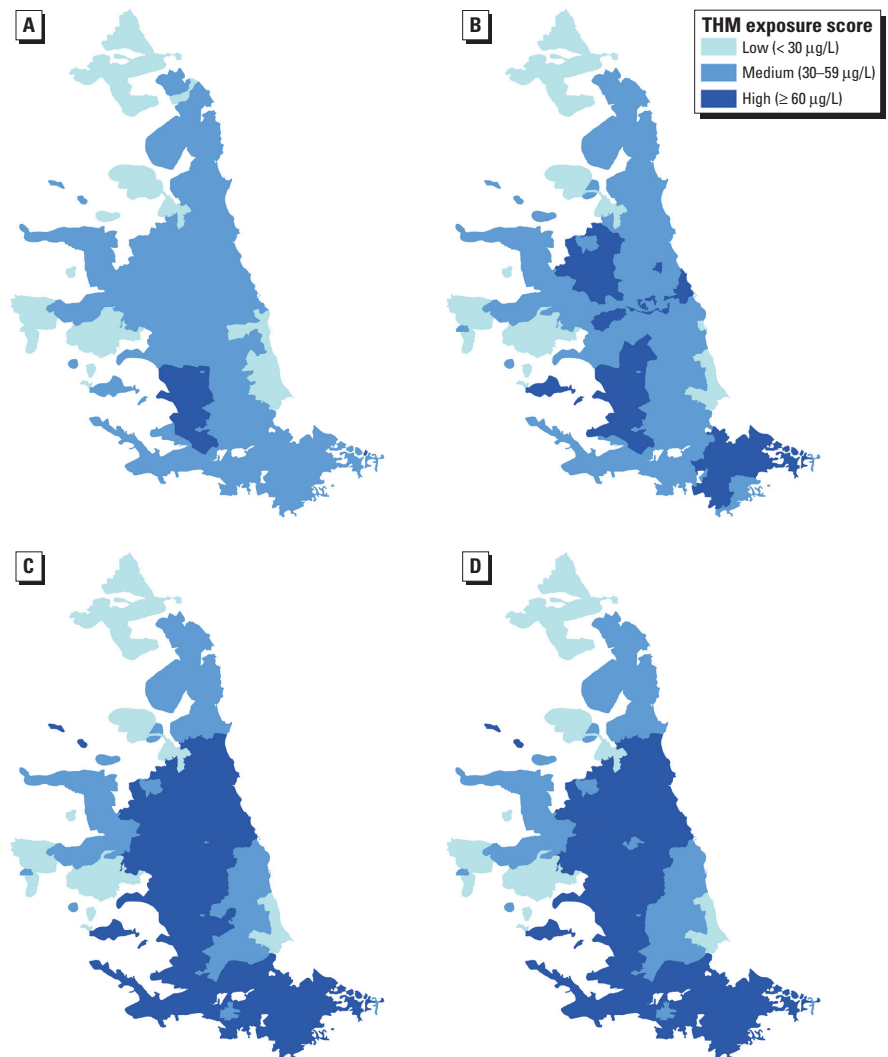 A
B
THM exposure score
Low (< 30 μg/L)
Medium (30–59 μg/L)
High (≥ 60 μg/L)
C
D